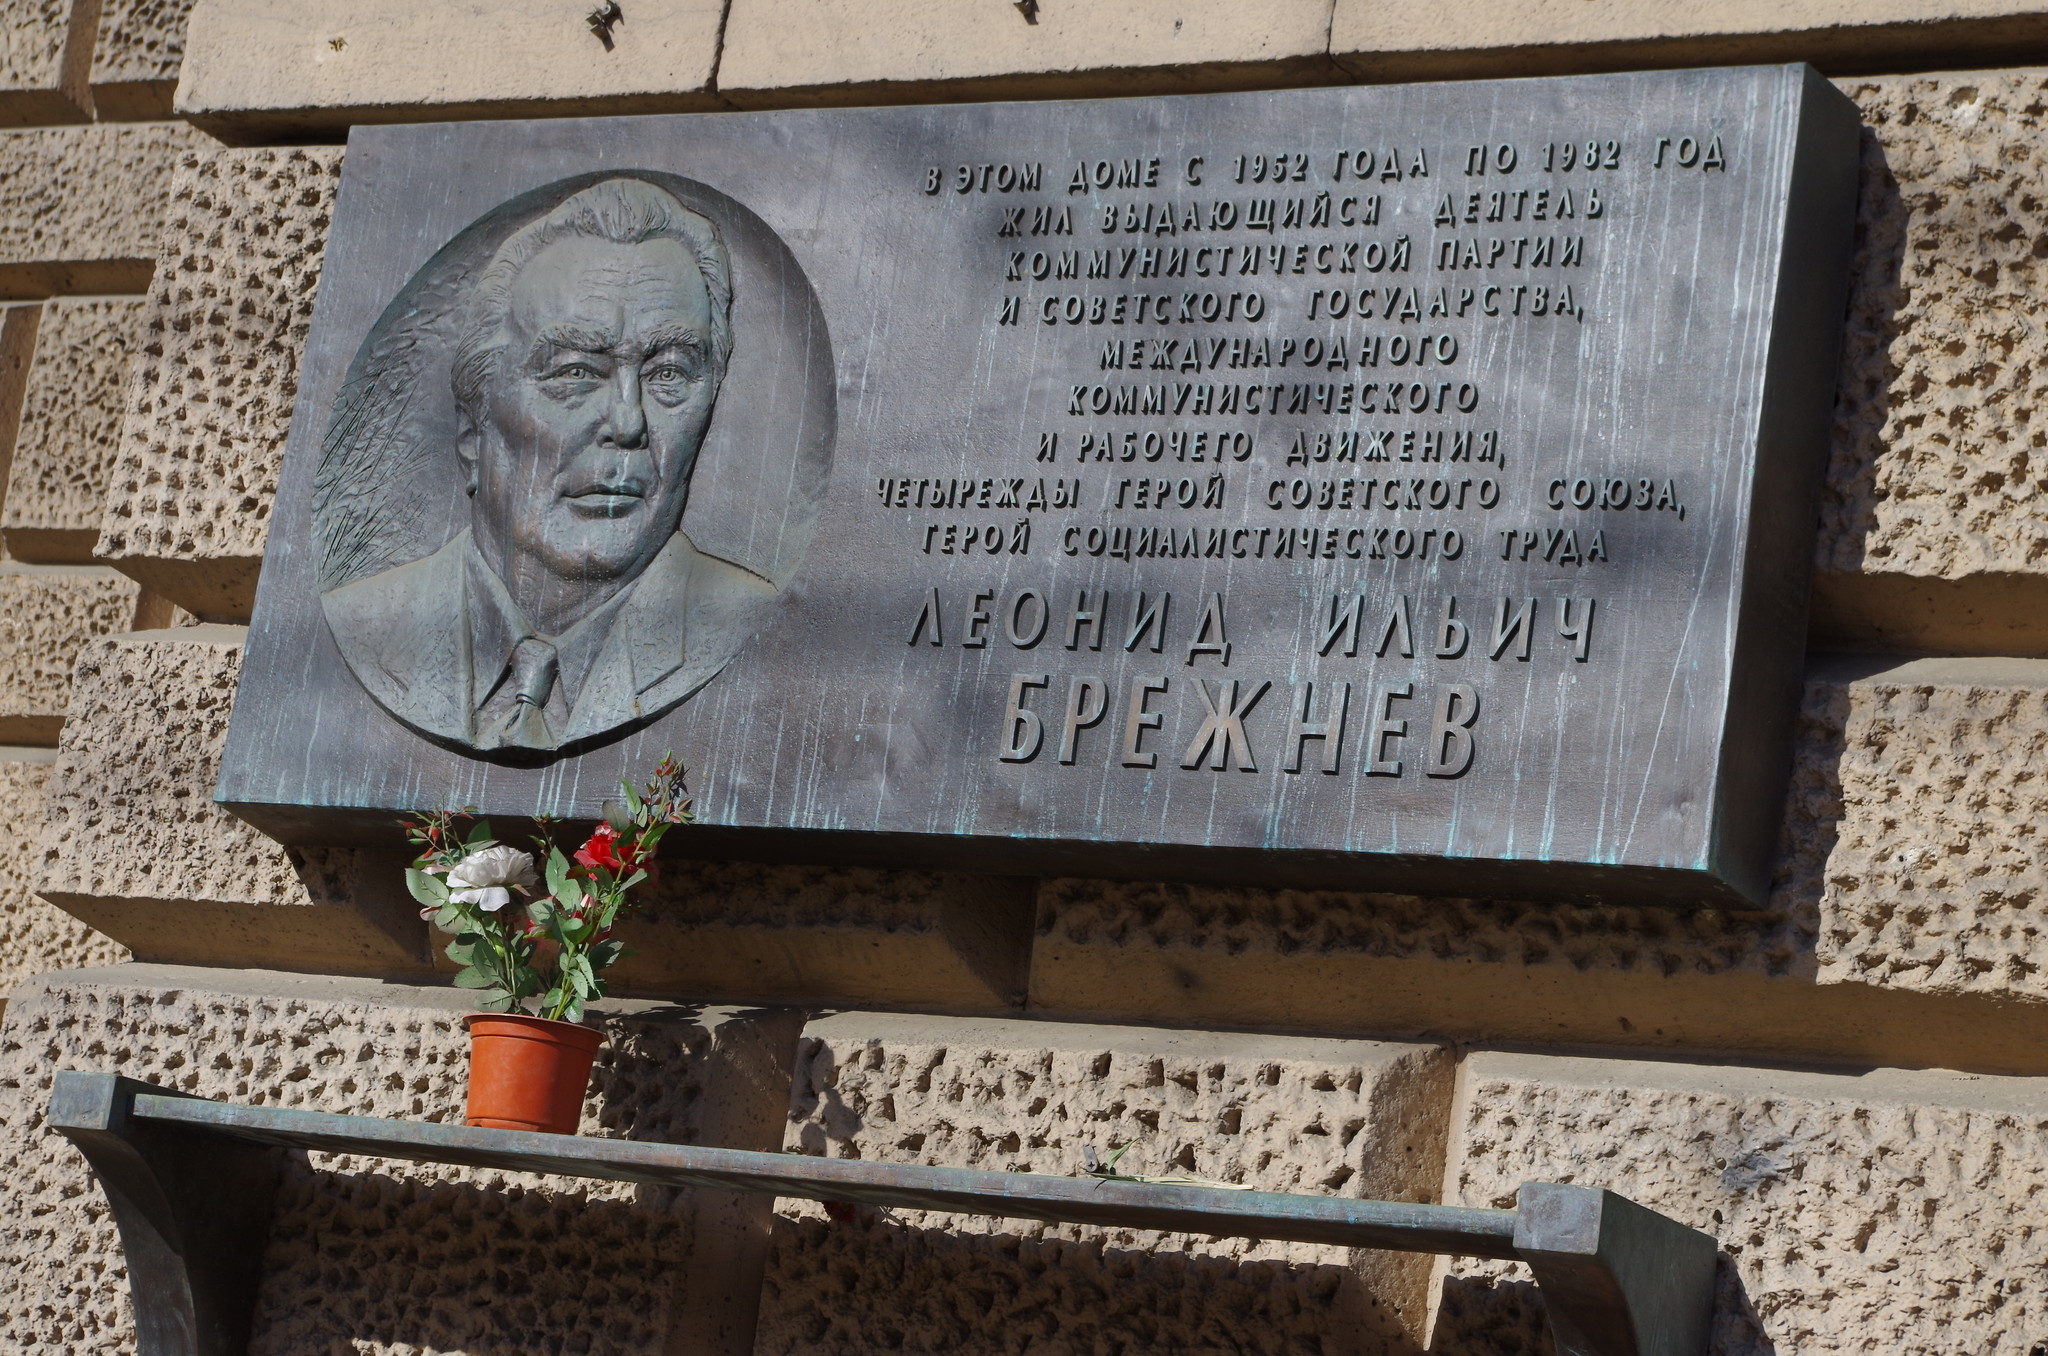 В ЭТОМ ДОМЕ С 1952 ГОДА ПО 1982 ГОД
ЖИЛ ВЫДАЮЩИЙСЯ ДЕЯТЕЛЬ
КОММУНИСТИЧЕСКОЙ ПАРТИИ
И СОВЕТСКОГО ГОСУДАРСТВА,
МЕЖДУНАРОДНОГО
КОММУНИСТИЧЕСКОГО
И РАБОЧЕГО ДВИЖЕНИЯ,
ЧЕТЫРЕЖДЫ ГЕРОЙ СОВЕТСКОГО СОЮЗА,
ГЕРОЙ СОЦИАЛИСТИЧЕСКОГО ТРУДА
ЛЕОНИД ИЛЬИЧ
БРЕЖНЕВ